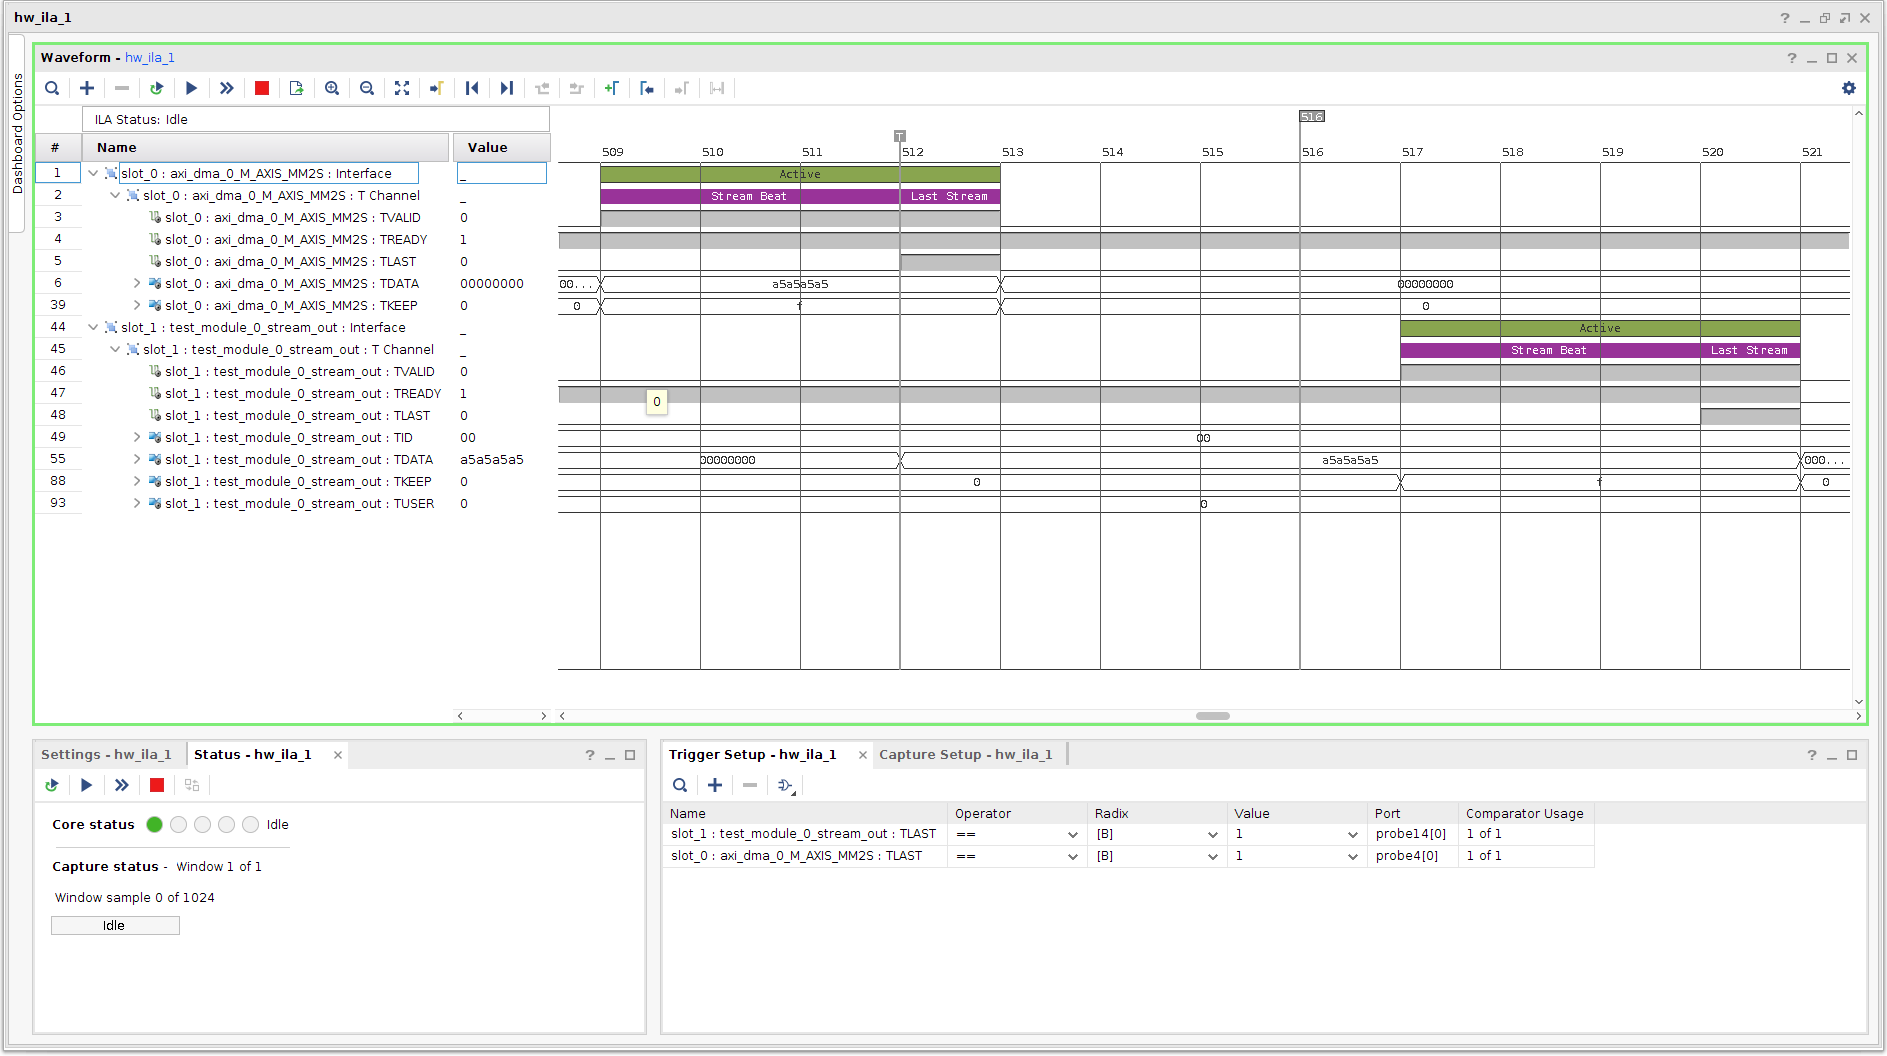 hw_ila_1
Dashboard Options
Waveform - hw_ila_1
ILA Status: Idle
516
T
# Name Value 509 510 511 512 513 514 515 516 517 518 519 520 521
1 slot_0 : axi_dma_0_M_AXIS_MM2S : Interface _ Active
2 slot_0 : axi_dma_0_M_AXIS_MM2S : T Channel _ Stream Beat Last Stream
3 slot_0 : axi_dma_0_M_AXIS_MM2S : TVALID 0
4 slot_0 : axi_dma_0_M_AXIS_MM2S : TREADY 1
5 slot_0 : axi_dma_0_M_AXIS_MM2S : TLAST 0
6 slot_0 : axi_dma_0_M_AXIS_MM2S : TDATA 00000000 00... a5a5a5a5 00000000
39 slot_0 : axi_dma_0_M_AXIS_MM2S : TKEEP 0 0 f 0
44 slot_1 : test_module_0_stream_out : Interface _ Active
45 slot_1 : test_module_0_stream_out : T Channel _ Stream Beat Last Stream
46 slot_1 : test_module_0_stream_out : TVALID 0
47 slot_1 : test_module_0_stream_out : TREADY 1
0
48 slot_1 : test_module_0_stream_out : TLAST 0
49 slot_1 : test_module_0_stream_out : TID 00 00
55 slot_1 : test_module_0_stream_out : TDATA a5a5a5a5 00000000 a5a5a5a5 000...
88 slot_1 : test_module_0_stream_out : TKEEP 0 0 f 0
93 slot_1 : test_module_0_stream_out : TUSER 0 0
Settings - hw_ila_1 Status - hw_ila_1
Core status Idle
Capture status - Window 1 of 1
Window sample 0 of 1024
Idle
Trigger Setup - hw_ila_1 Capture Setup - hw_ila_1
Name Operator Radix Value Port Comparator Usage
slot_1 : test_module_0_stream_out : TLAST == [B] 1 probe14[0] 1 of 1
slot_0 : axi_dma_0_M_AXIS_MM2S : TLAST == [B] 1 probe4[0] 1 of 1